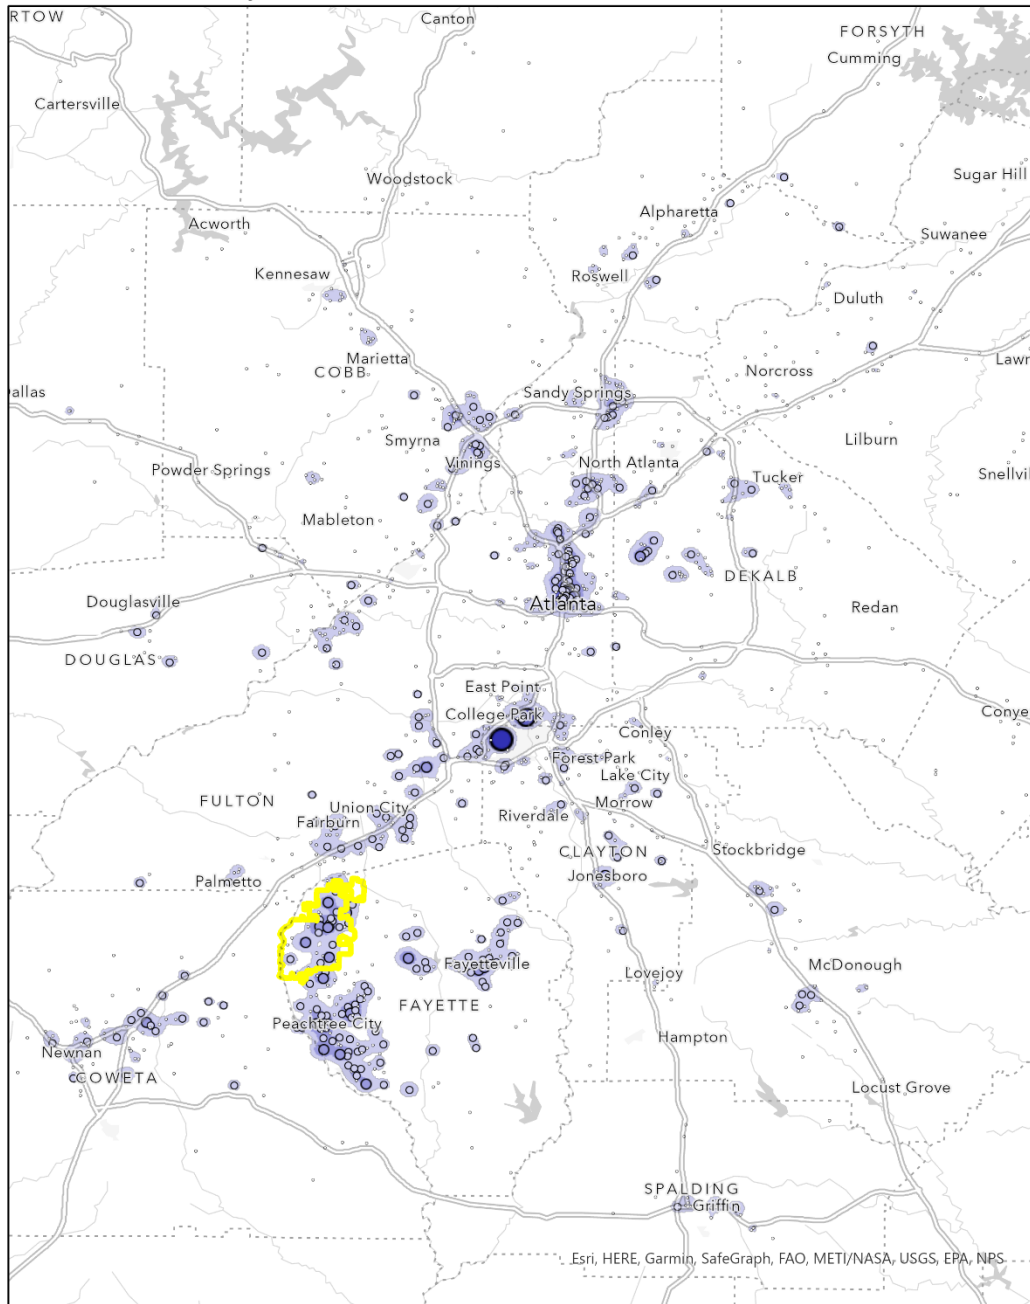 RTOW
Canton
FORSYTH
Cumming
Cartersville
Sugar Hill
Woodstock
Alpharetta
Acworth
Suwanee
Kennesaw
Roswell
Duluth
Marietta
COBB
Lawr
Norcross
Dallas
Sandy Springs
Smyrna
Lilburn
Vinings
North Atlanta
Powder Springs
Tucker
Snellvil
Mableton
DEKALB
Douglasville
Atlanta
Redan
DOUGLAS
East Point
College Park
Conye
Conley
Forest Park
Lake City
FULTON
Union City
Morrow
Riverdale
Fairburn
CLAYTON
Stockbridge
Jonesboro
Palmetto
Fayetteville
McDonough
Lovejoy
FAYETTE
Peachtree City
Hampton
Newnan
COWETA
Locust Grove
SPALDING
Griffin
Esri, HERE, Garmin, SafeGraph, FAO, METI/NASA, USGS, EPA, NPS